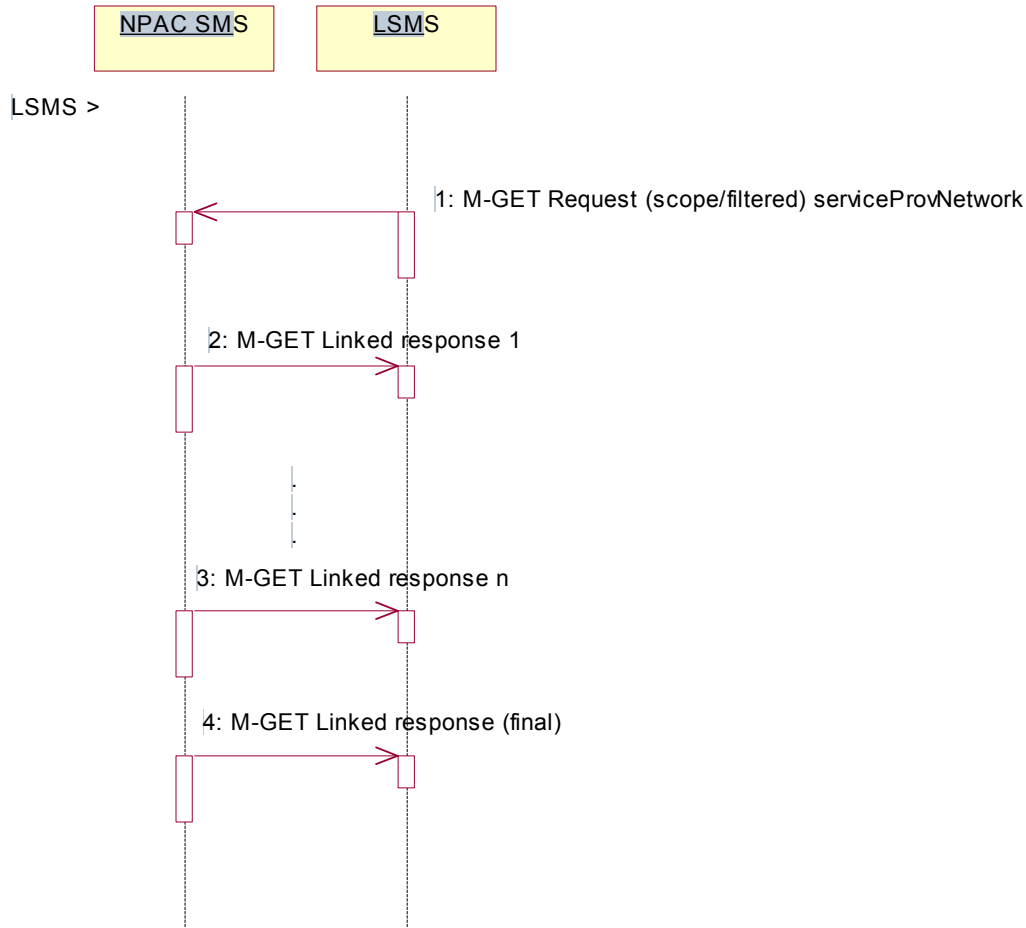 NPAC SMS
LSMS
LSMS >
1: M-GET Request (scope/filtered) serviceProvNetwork
2: M-GET Linked response 1
.
.
.
3: M-GET Linked response n
4: M-GET Linked response (final)